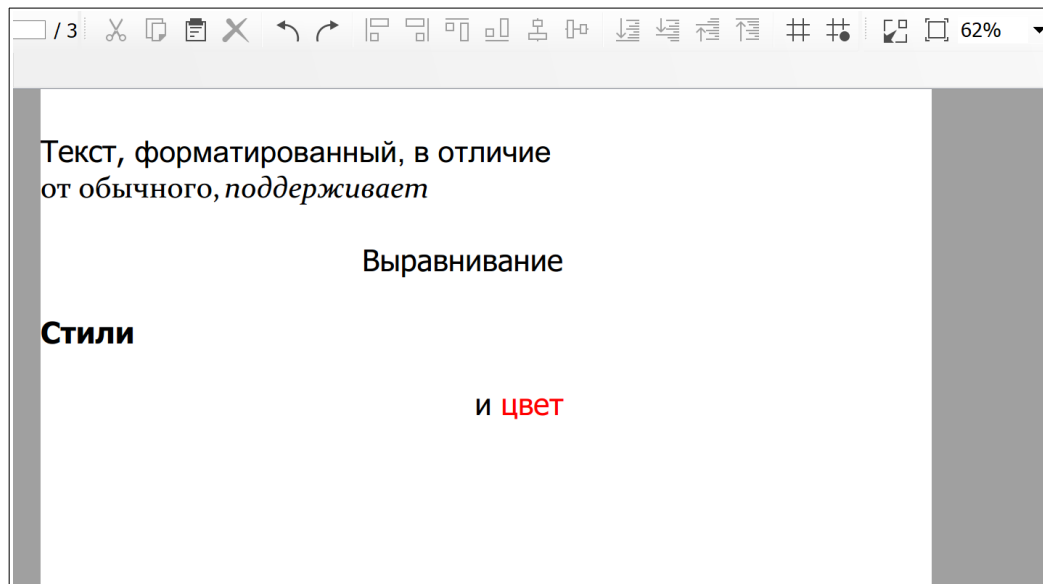 / 3 62%
Текст, форматированный, в отличие
от обычного, поддерживает
Выравнивание
Стили
и цвет